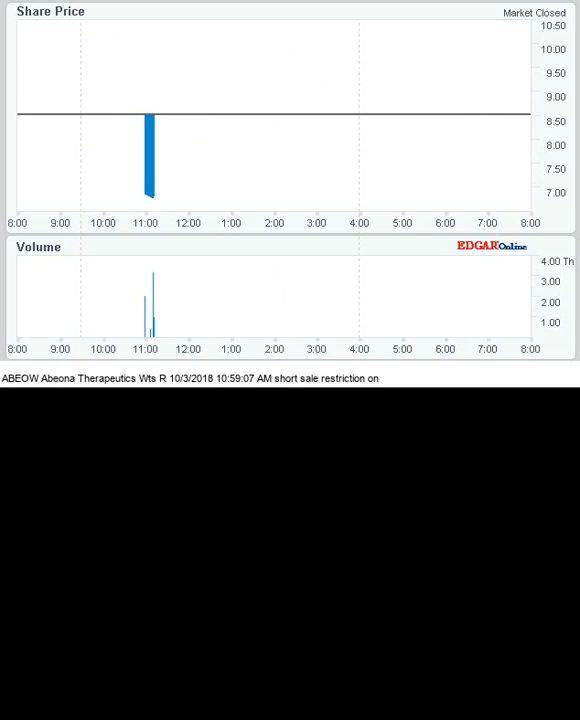 Share Price
Market Closed
10.50
10.00
9.50
9.00
8.50
8.00
7.50
7.00
8:00 9:00 10:00 11:00 12:00 1:00 2:00 3:00 4:00 5:00 6:00 7:00 8:00
Volume
EDGAR Online
4.00 Th
3.00
2.00
1.00
8:00 9:00 10:00 11:00 12:00 1:00 2:00 3:00 4:00 5:00 6:00 7:00 8:00
ABEOW Abeona Therapeutics Wts R 10/3/2018 10:59:07 AM short sale restriction on